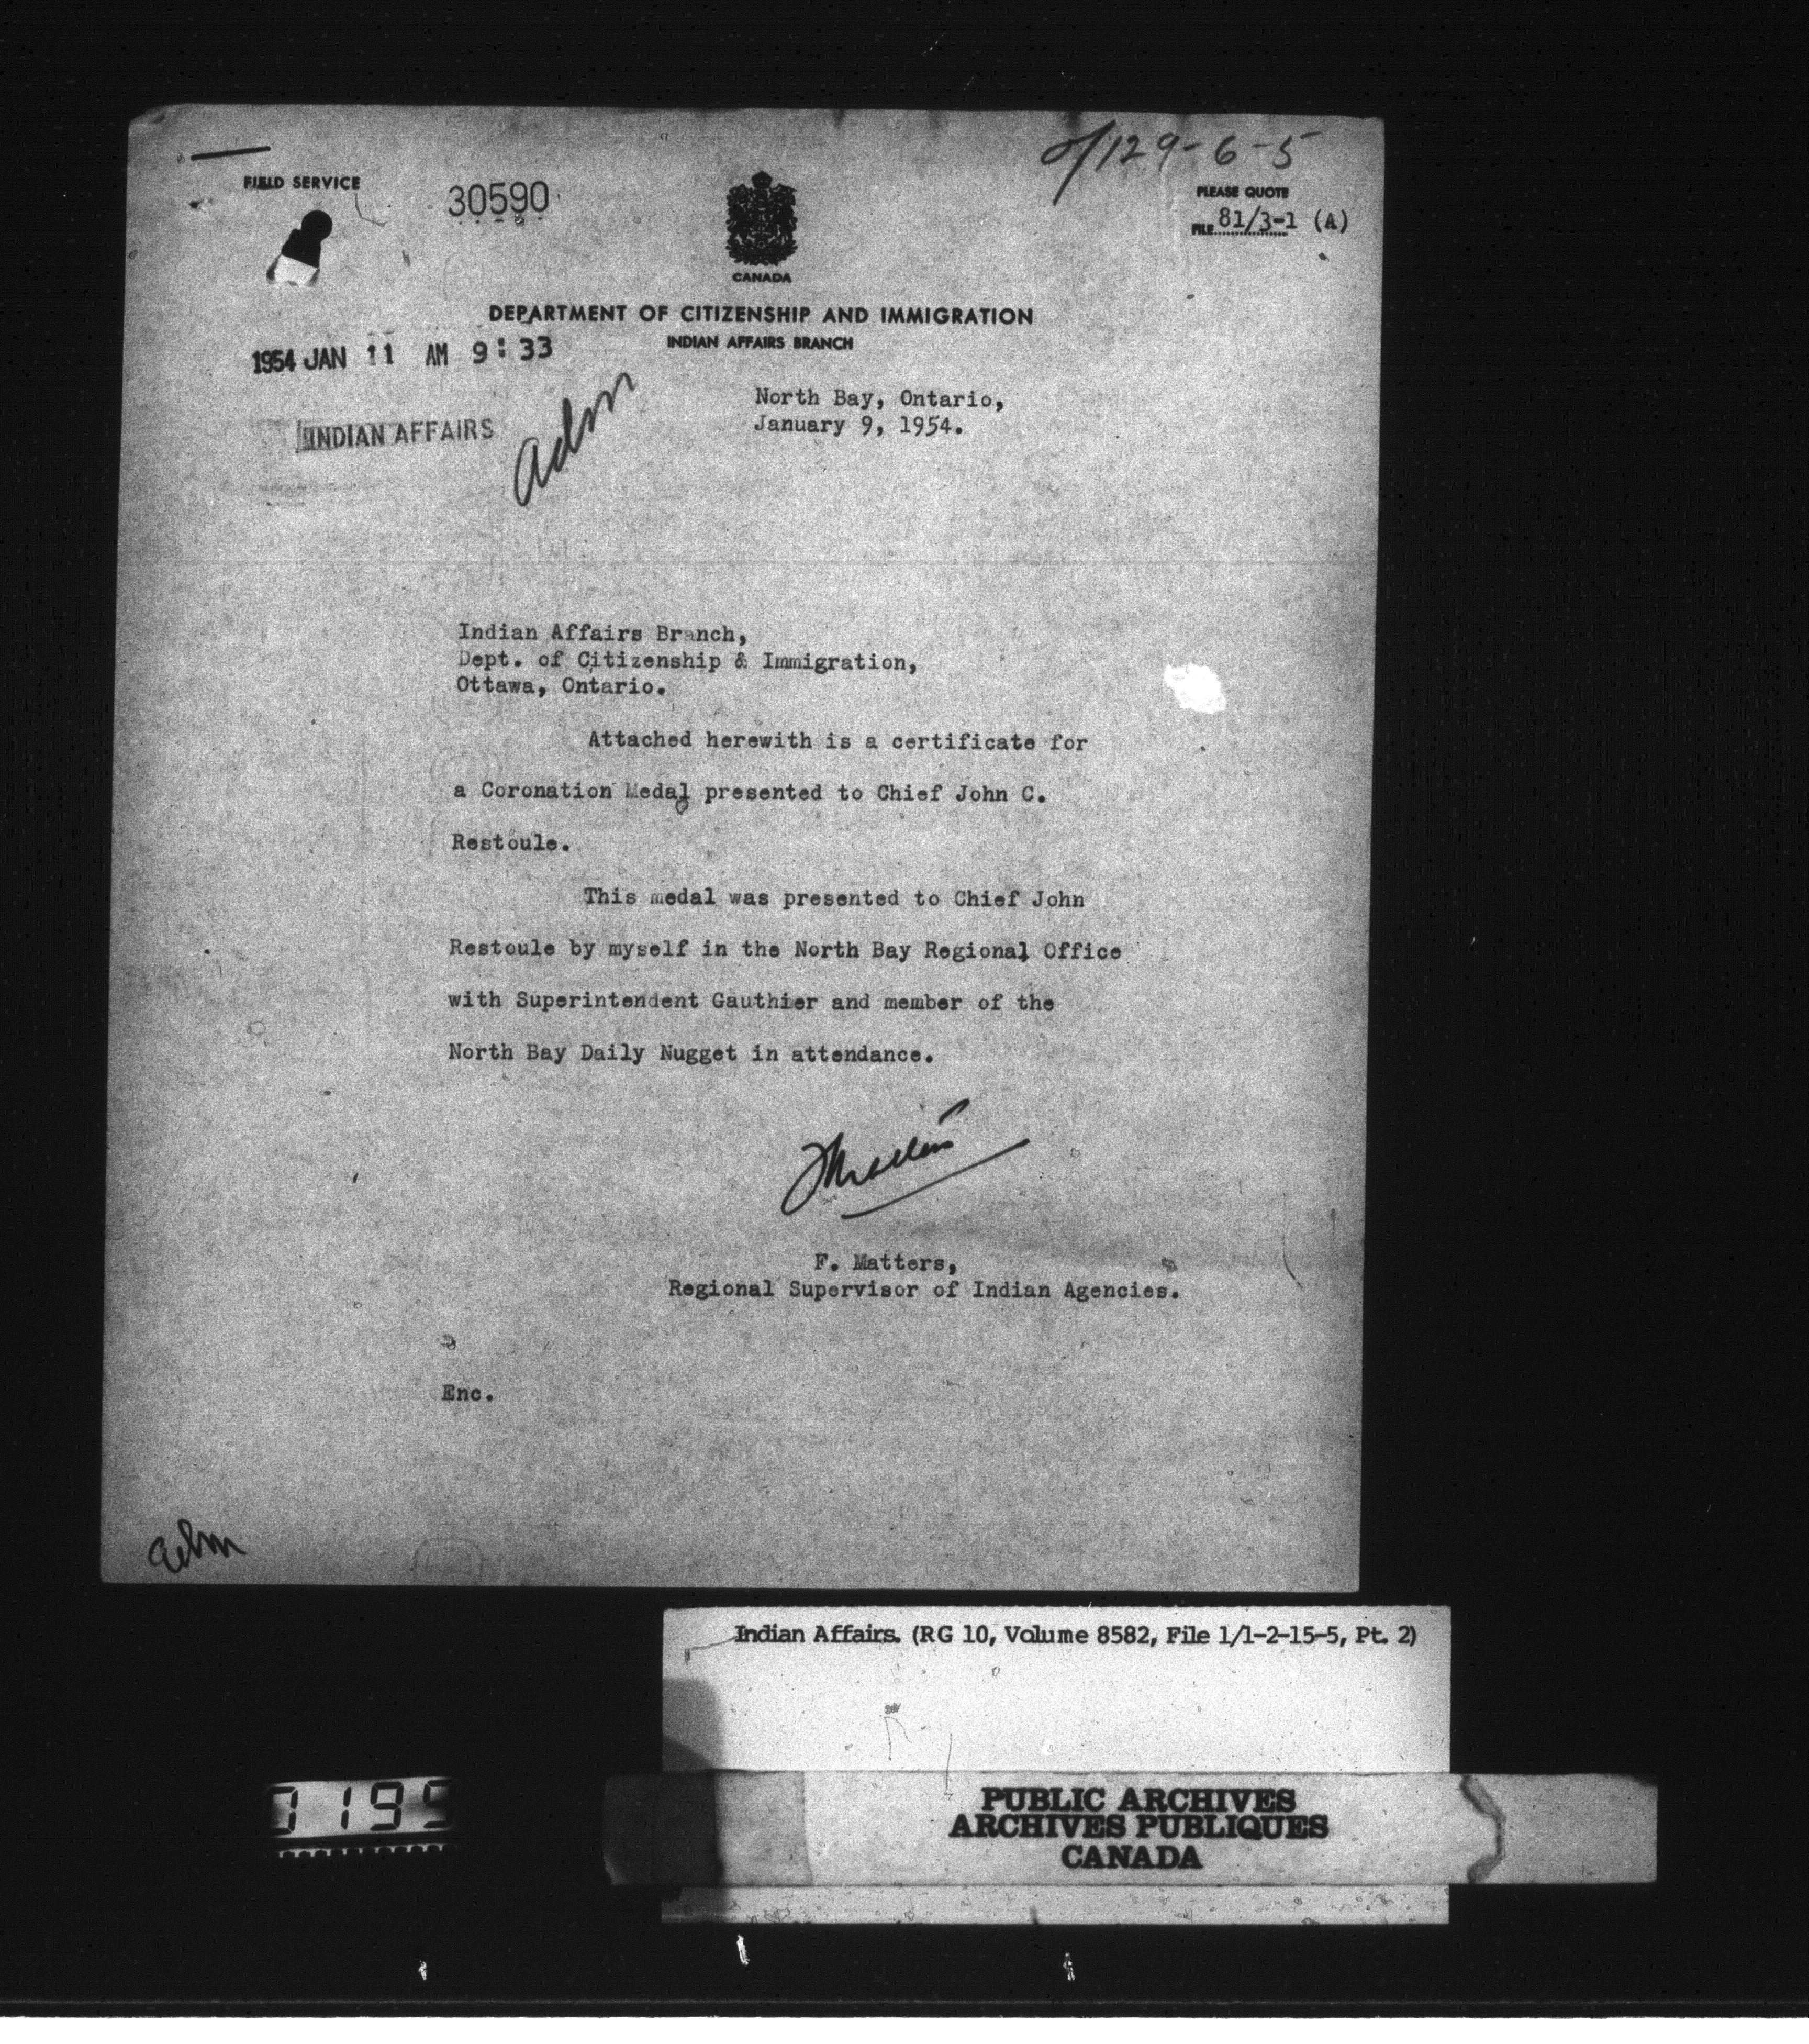 of/129-6-5
FIELD SERVICE
30590
PLEASE QUOTE
FILE 81/3-1 (A)
CANADA
DEPARTMENT OF CITIZENSHIP AND IMMIGRATION
INDIAN AFFAIRS BRANCH
1954 JAN 11 AM 9:33
INDIAN AFFAIRS
adm
North Bay, Ontario,
January 9, 1954.
Indian Affairs Branch,
Dept. of Citizenship & Immigration,
Ottawa, Ontario.
Attached herewith is a certificate for
a Coronation Medal presented to Chief John C.
Restoule.
This medal was presented to Chief John
Restoule by myself in the North Bay Regional Office
with Superintendent Gauthier and member of the
North Bay Daily Nugget in attendance.
F. Matters,
Regional Supervisor of Indian Agencies.
Enc.
adm
Indian Affairs. (RG 10, Volume 8582, File 1/1-2-15-5, Pt. 2)
PUBLIC ARCHIVES
ARCHIVES PUBLIQUES
CANADA